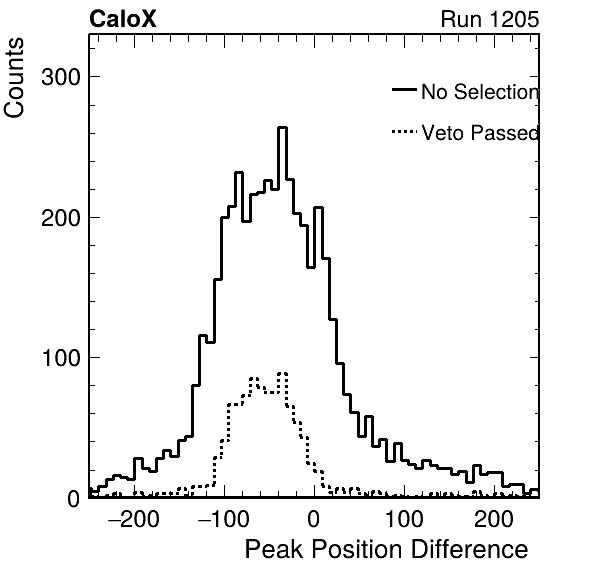 CaloX Run 1205
Counts
300
No Selection
Veto Passed
200
100
0
−200 −100 0 100 200
Peak Position Difference